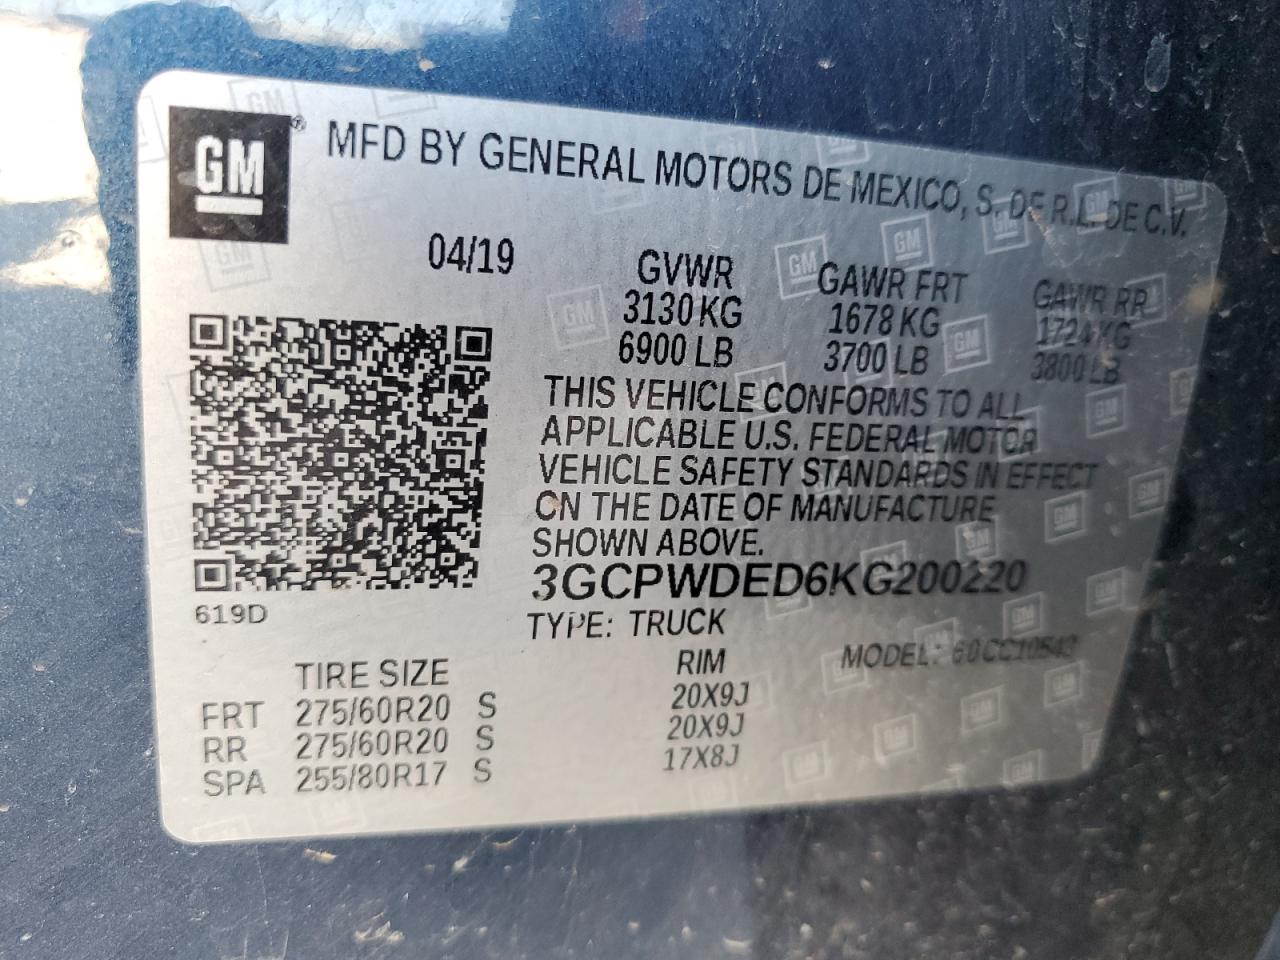 GM
MFD BY GENERAL MOTORS DE MEXICO, S. DE R.L. DE C.V.
04/19
GVWR GAWR FRT GAWR RR
3130 KG 1678 KG 1724 KG
6900 LB 3700 LB 3800 LB
THIS VEHICLE CONFORMS TO ALL
APPLICABLE U.S. FEDERAL MOTOR
VEHICLE SAFETY STANDARDS IN EFFECT
ON THE DATE OF MANUFACTURE
SHOWN ABOVE.
3GCPWDED6KG200220
619D
TYPE: TRUCK
MODEL:
TIRE SIZE RIM
FRT 275/60R20 S 20X9J
RR 275/60R20 S 20X9J
SPA 255/80R17 S 17X8J